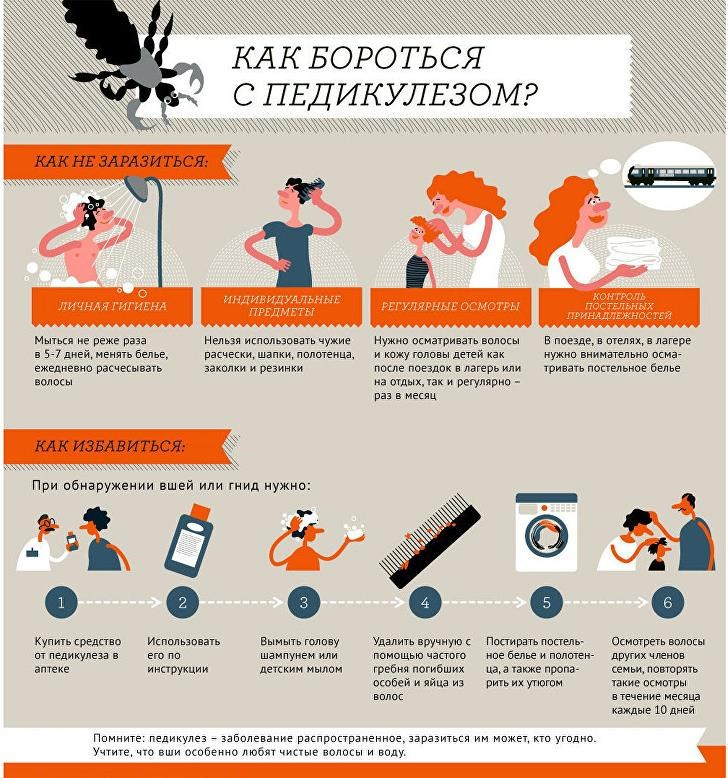 КАК БОРОТЬСЯ
С ПЕДИКУЛЕЗОМ?
КАК НЕ ЗАРАЗИТЬСЯ:
ЛИЧНАЯ ГИГИЕНА
Мыться не реже раза
в 5-7 дней, менять белье,
ежедневно расчесывать
волосы
ИНДИВИДУАЛЬНЫЕ
ПРЕДМЕТЫ
Нельзя использовать чужие
расчески, шапки, полотенца,
заколки и резинки
РЕГУЛЯРНЫЕ ОСМОТРЫ
Нужно осматривать волосы
и кожу головы детей как
после поездок в лагерь или
на отдых, так и регулярно –
раз в месяц
КОНТРОЛЬ
ПОСТЕЛЬНЫХ
ПРИНАДЛЕЖНОСТЕЙ
В поезде, в отелях, в лагере
нужно внимательно осма-
тривать постельное белье
КАК ИЗБАВИТЬСЯ:
При обнаружении вшей или гнид нужно:
1
Купить средство
от педикулеза в
аптеке
2
Использовать
его по
инструкции
3
Вымыть голову
шампунем или
детским мылом
4
Удалить вручную с
помощью частого
гребня погибших
особей и яйца из
волос
5
Постирать постель-
ное белье и полотен-
ца, а также пропа-
рить их утюгом
6
Осмотреть волосы
других членов
семьи, повторять
такие осмотры
в течение месяца
каждые 10 дней
Помните: педикулез – заболевание распространенное, заразиться им может, кто угодно.
Учтите, что вши особенно любят чистые волосы и воду.